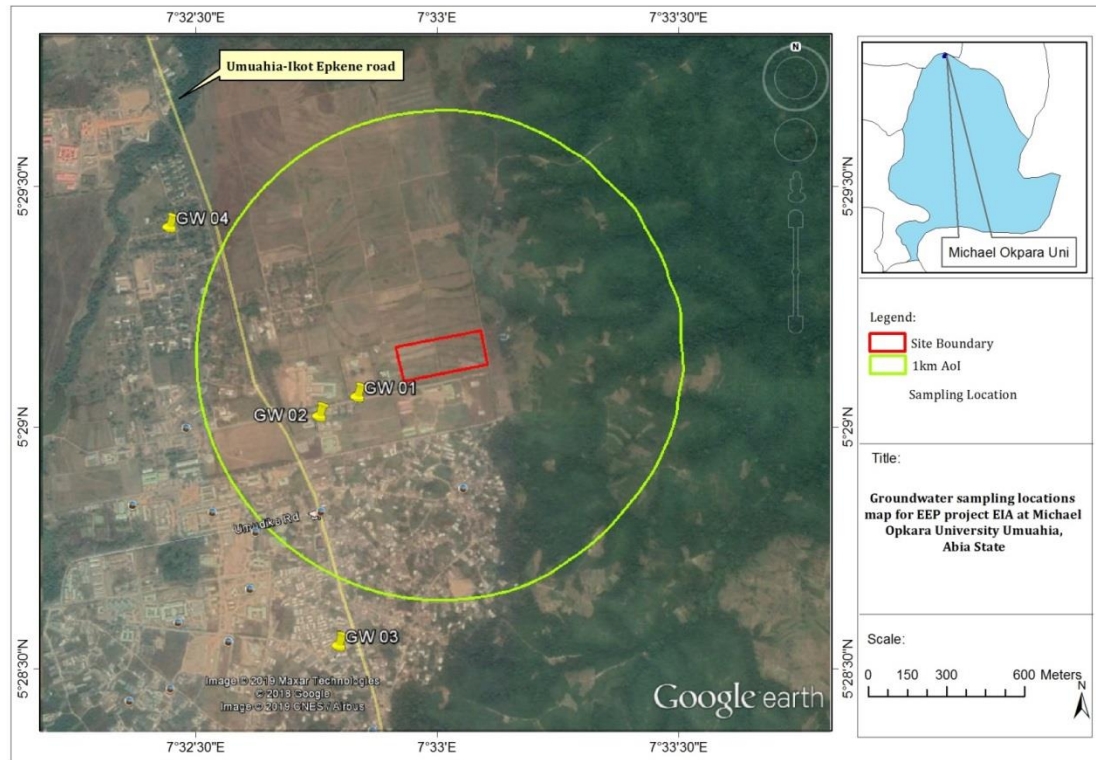 7°32'30"E
7°33'E
7°33'30"E
Umuahia-Ikot Epkene road
N
5°29'30"N
5°29'30"N
GW 04
GW 01
GW 02
5°29'N
5°29'N
Umudike Rd
GW 03
5°28'30"N
5°28'30"N
Image © 2019 Maxar Technologies
© 2018 Google
Image © 2019 CNES / Airbus
Google earth
7°32'30"E
7°33'E
7°33'30"E
Michael Okpara Uni
Legend:
Site Boundary
1km AoI
Sampling Location
Title:
Groundwater sampling locations
map for EEP project EIA at Michael
Opkara University Umuahia,
Abia State
Scale:
0 150 300 600 Meters
N